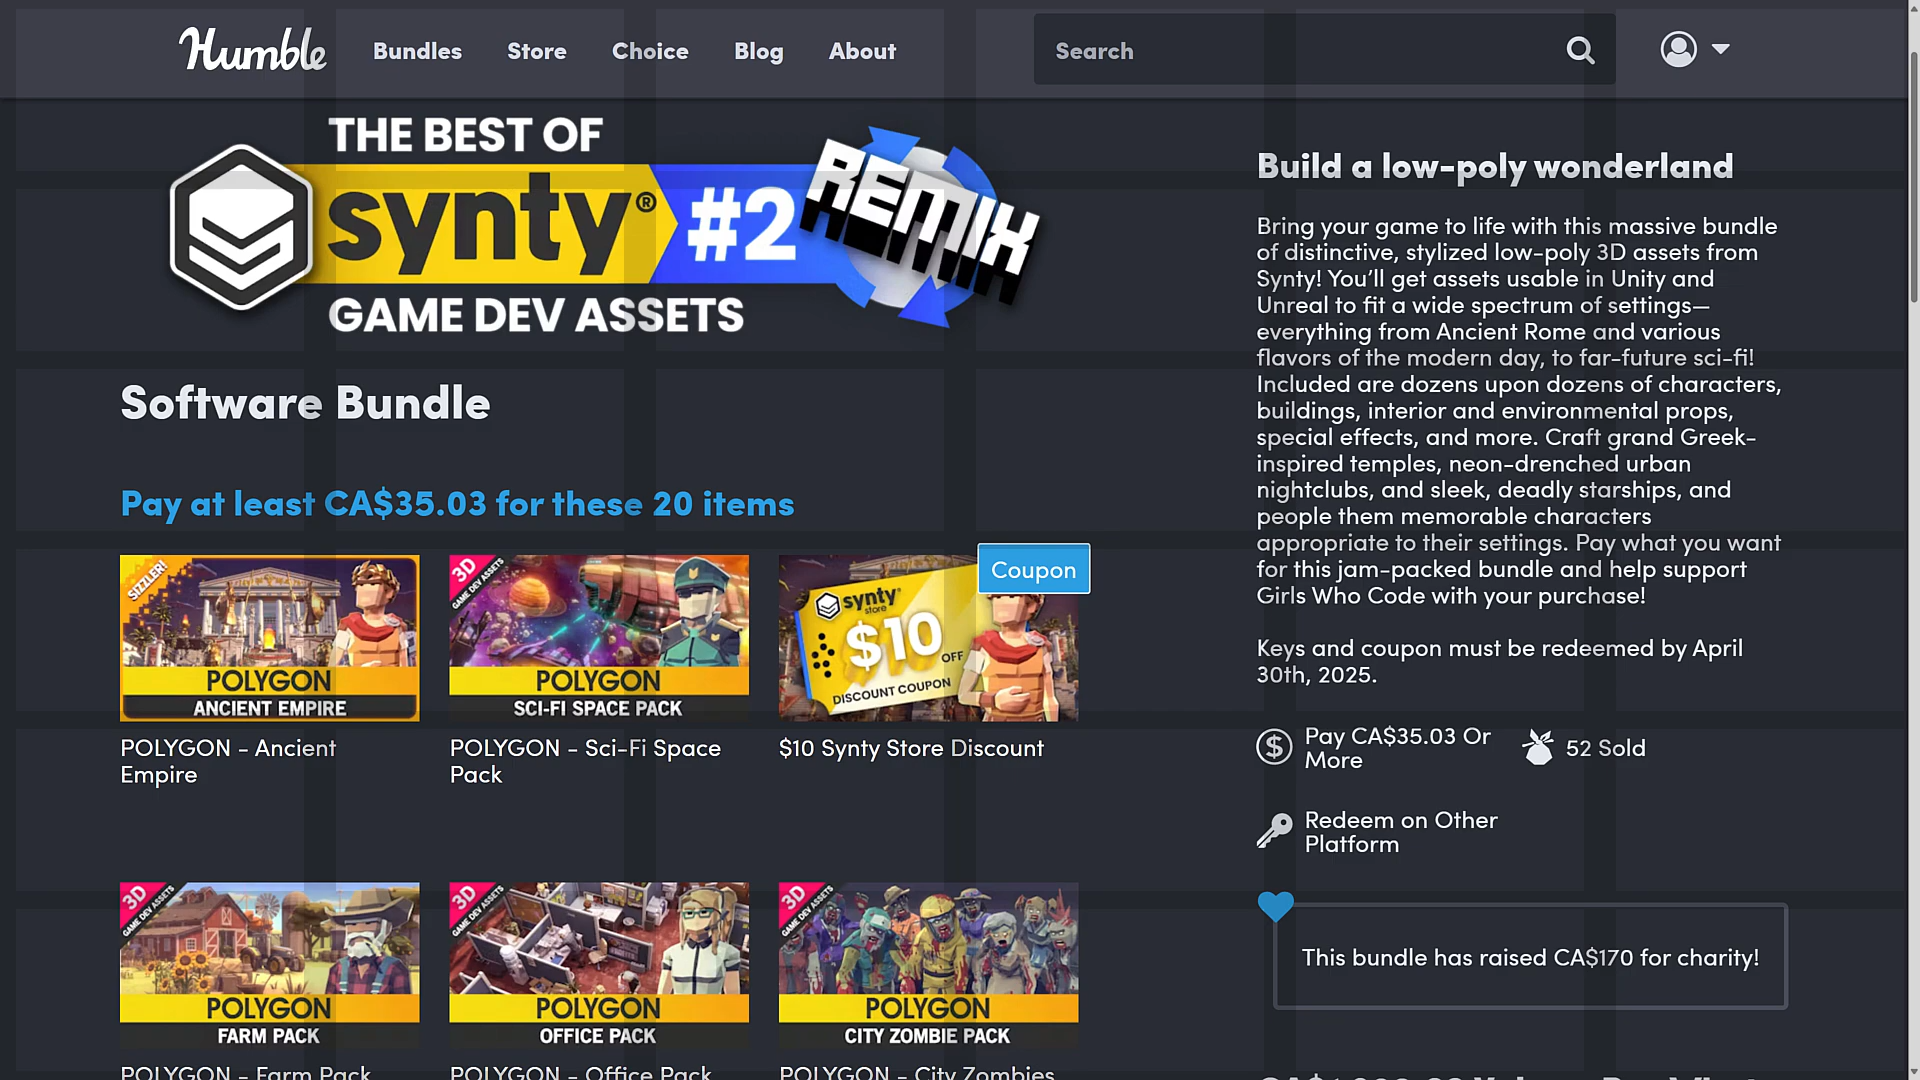 Humble
Bundles
Store
Choice
Blog
About
Search
THE BEST OF
synty® #2
REMIX
GAME DEV ASSETS
Software Bundle
Pay at least CA$35.03 for these 20 items
SIZZLER!
POLYGON
ANCIENT EMPIRE
POLYGON - Ancient
Empire
3D
GAME DEV ASSETS
POLYGON
SCI-FI SPACE PACK
POLYGON - Sci-Fi Space
Pack
Coupon
synty
store
$10
OFF
DISCOUNT COUPON
$10 Synty Store Discount
3D
GAME DEV ASSETS
POLYGON
FARM PACK
POLYGON - Farm Pack
3D
GAME DEV ASSETS
POLYGON
OFFICE PACK
POLYGON - Office Pack
3D
GAME DEV ASSETS
POLYGON
CITY ZOMBIE PACK
POLYGON - City Zombies
Build a low-poly wonderland
Bring your game to life with this massive bundle
of distinctive, stylized low-poly 3D assets from
Synty! You’ll get assets usable in Unity and
Unreal to fit a wide spectrum of settings—
everything from Ancient Rome and various
flavors of the modern day, to far-future sci-fi!
Included are dozens upon dozens of characters,
buildings, interior and environmental props,
special effects, and more. Craft grand Greek-
inspired temples, neon-drenched urban
nightclubs, and sleek, deadly starships, and
people them memorable characters
appropriate to their settings. Pay what you want
for this jam-packed bundle and help support
Girls Who Code with your purchase!
Keys and coupon must be redeemed by April
30th, 2025.
Pay CA$35.03 Or
More
52 Sold
Redeem on Other
Platform
This bundle has raised CA$170 for charity!